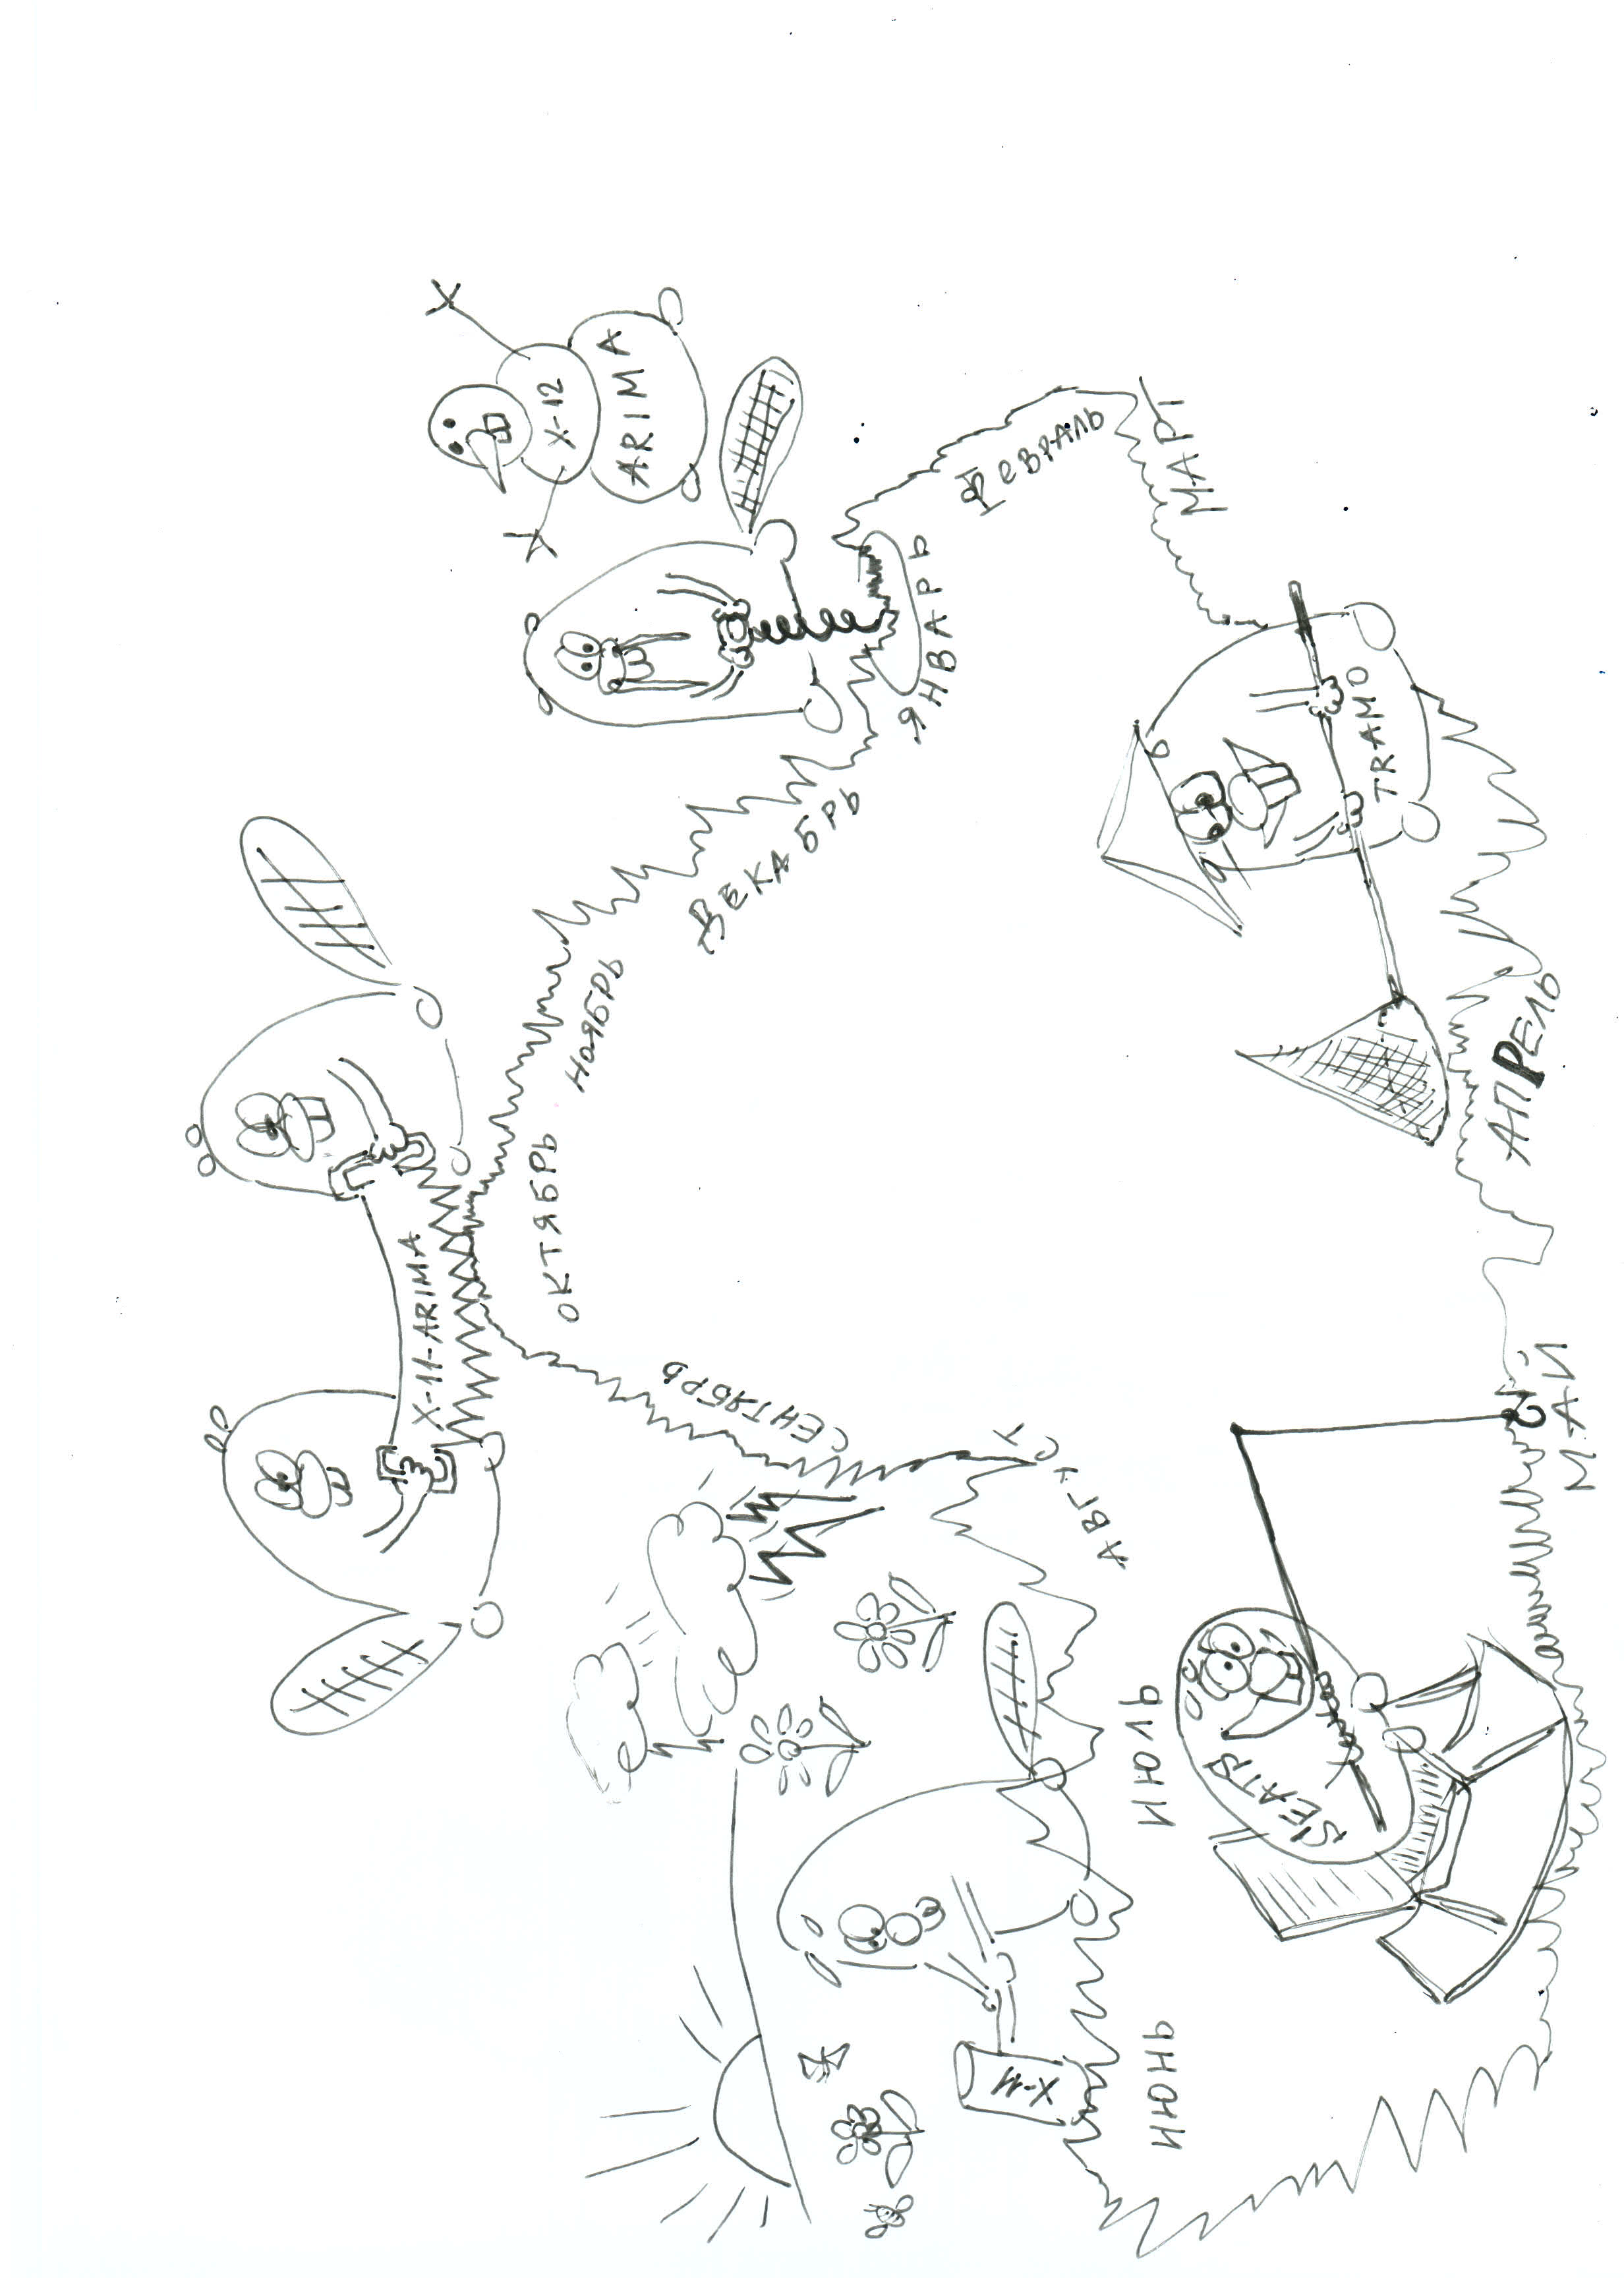 X-12
ARIMA
ЯНВАРЬ
ФЕВРАЛЬ
МАРТ
TRAMO
АПРЕЛЬ
МАЙ
SEATS
ИЮНЬ
X-11
ИЮЛЬ
АВГУСТ
СЕНТЯБРЬ
X-11-ARIMA
ОКТЯБРЬ
НОЯБРЬ
ДЕКАБРЬ